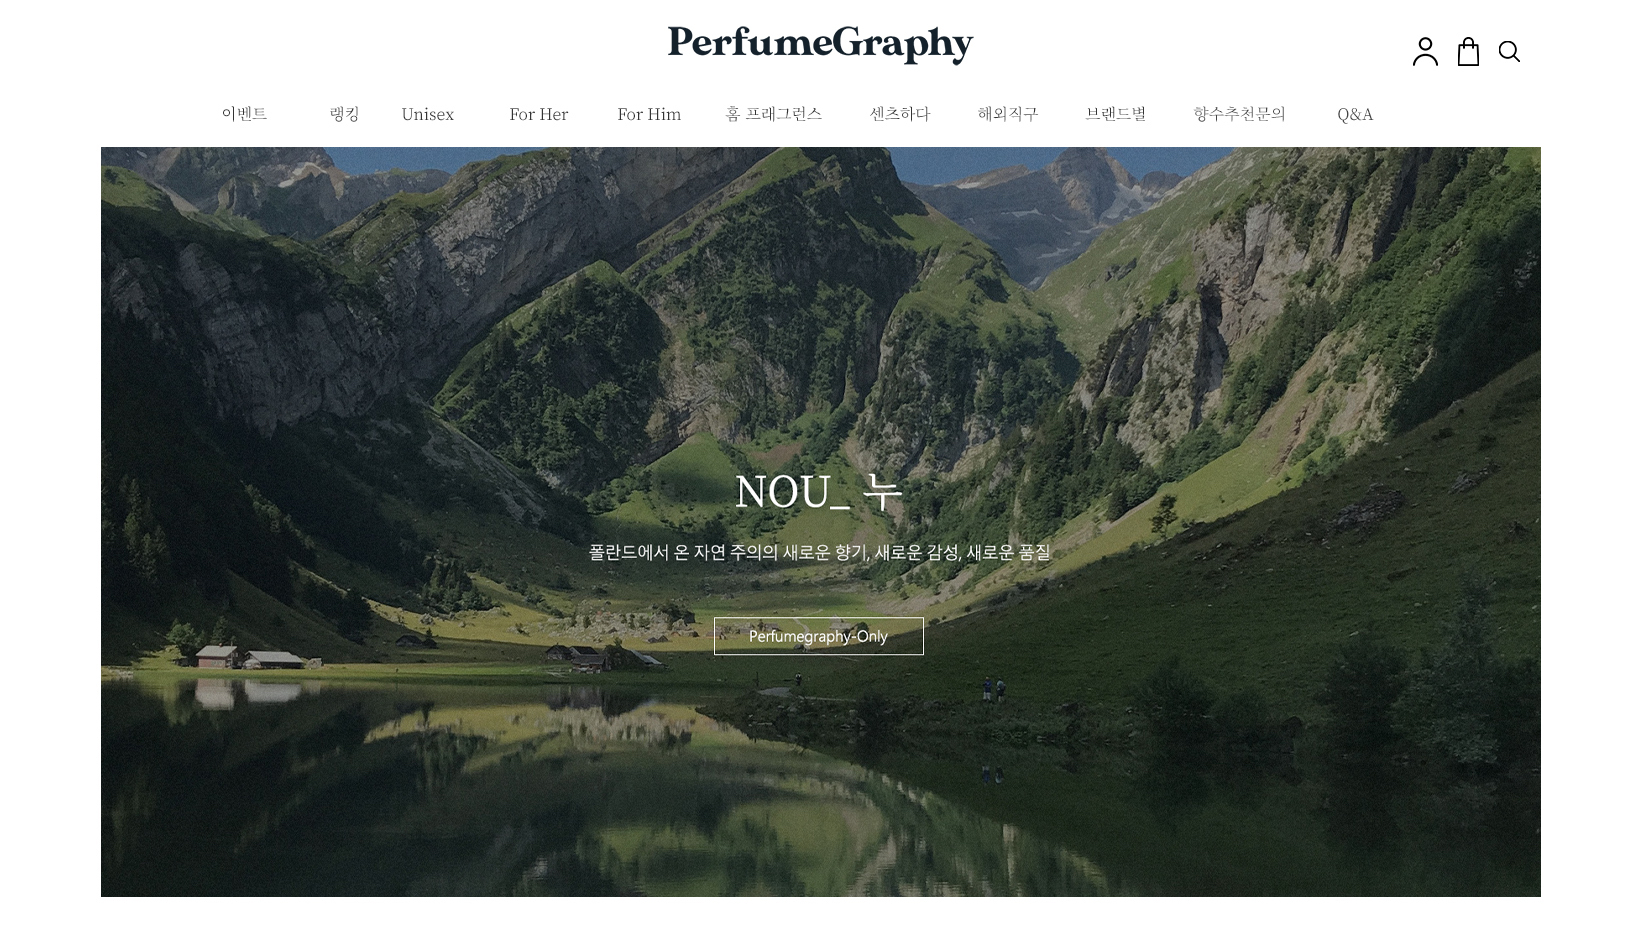 PerfumeGraphy
이벤트 랭킹 Unisex For Her For Him 홈 프래그런스 센츠하다 해외직구 브랜드별 향수추천문의 Q&A
NOU_ 누
폴란드에서 온 자연 주의의 새로운 향기, 새로운 감성, 새로운 품질
Perfumegraphy-Only